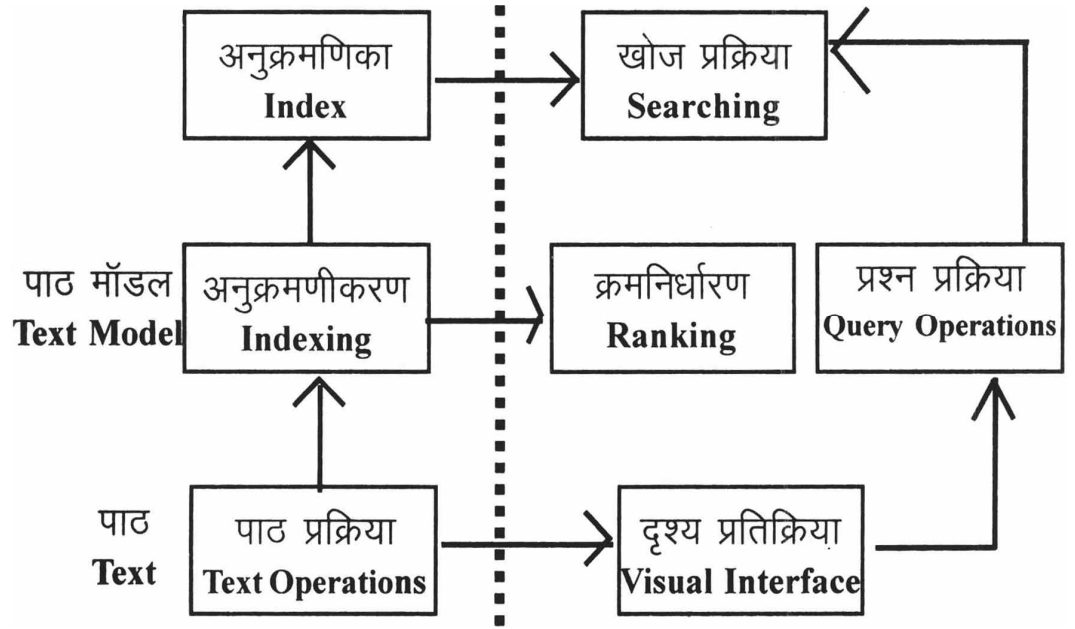 अनुक्रमणिका
Index
खोज प्रक्रिया
Searching
पाठ मॉडल
Text Model
अनुक्रमणीकरण
Indexing
क्रमनिर्धारण
Ranking
प्रश्न प्रक्रिया
Query Operations
पाठ
Text
पाठ प्रक्रिया
Text Operations
दृश्य प्रतिक्रिया
Visual Interface